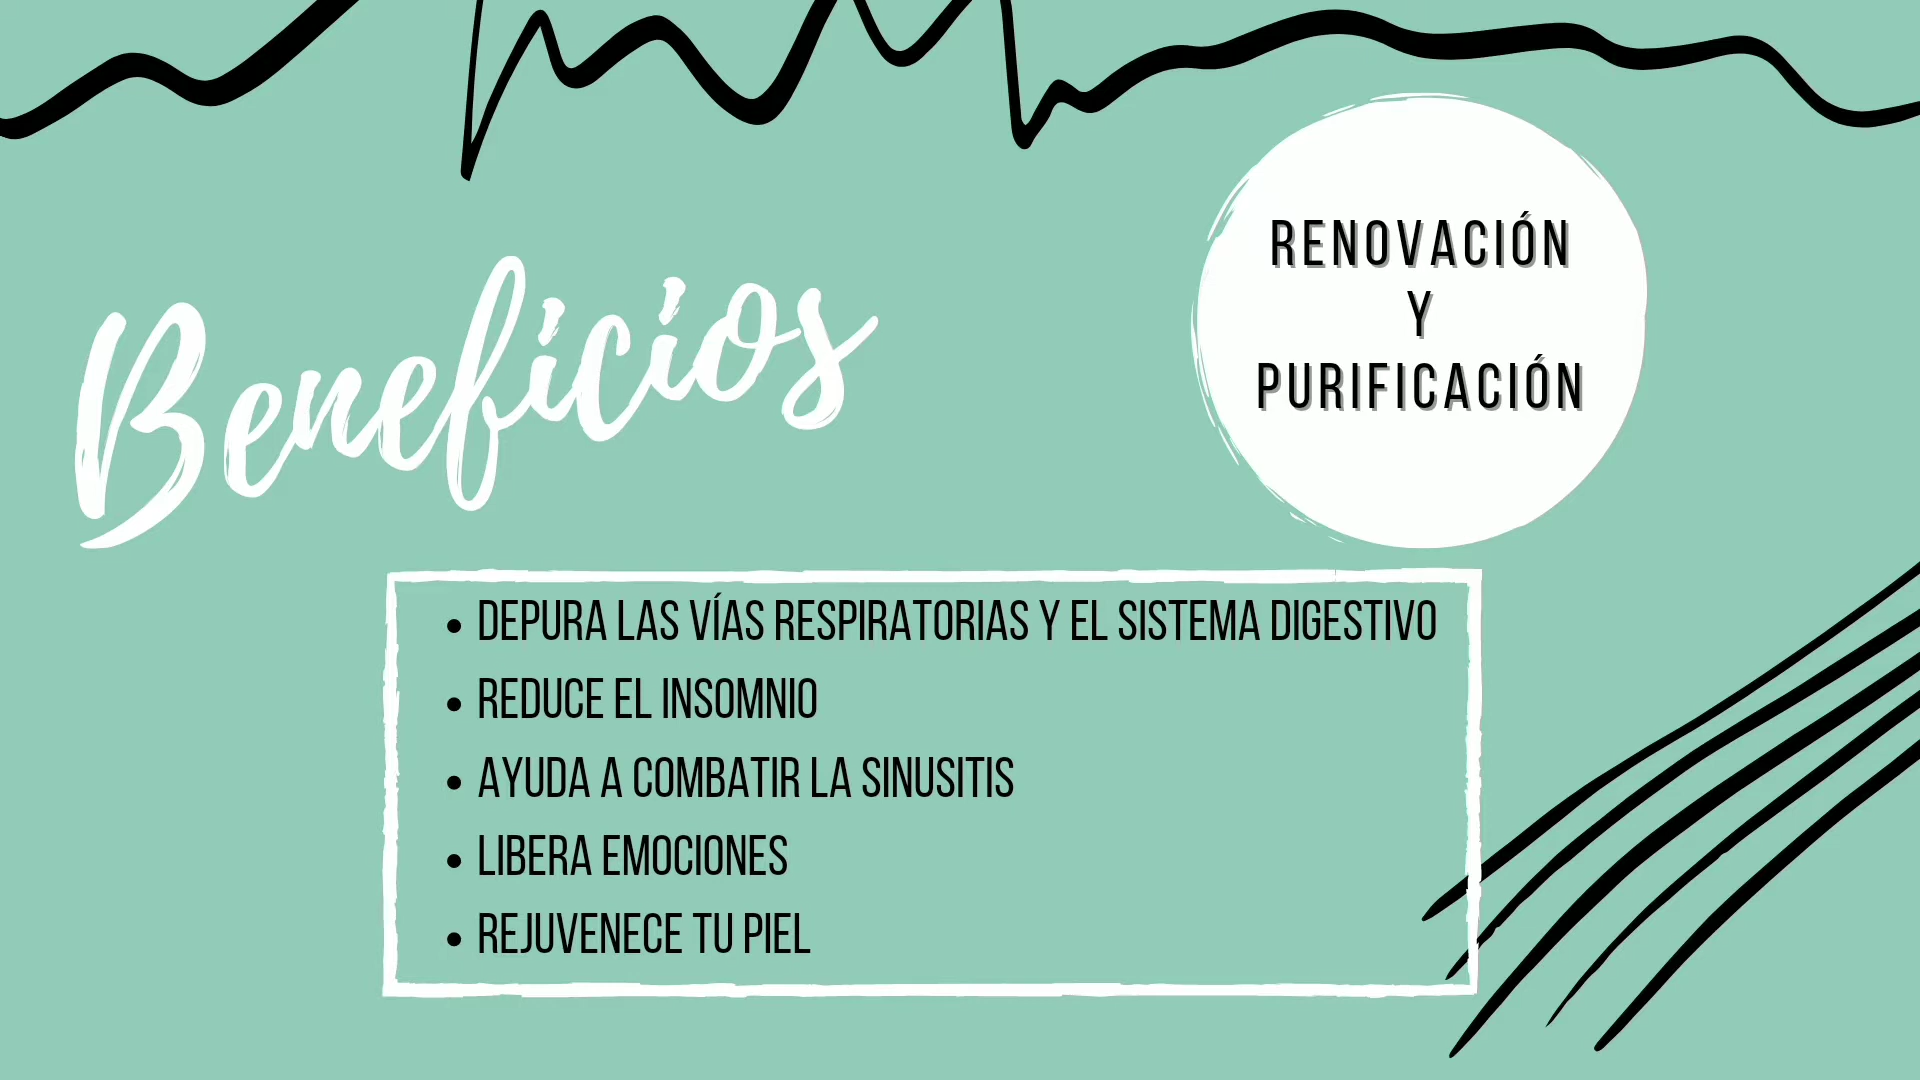 Beneficios
RENOVACIÓN
Y
PURIFICACIÓN
• DEPURA LAS VÍAS RESPIRATORIAS Y EL SISTEMA DIGESTIVO
• REDUCE EL INSOMNIO
• AYUDA A COMBATIR LA SINUSITIS
• LIBERA EMOCIONES
• REJUVENECE TU PIEL